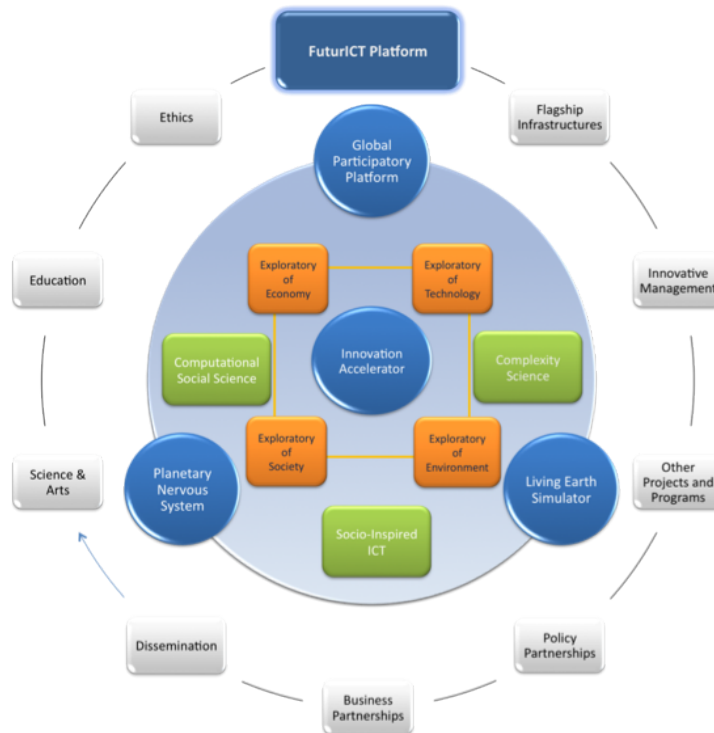 FuturICT Platform
Ethics
Flagship
Infrastructures
Global
Participatory
Platform
Education
Exploratory
of
Economy
Exploratory
of
Technology
Innovative
Management
Computational
Social Science
Innovation
Accelerator
Complexity
Science
Science &
Arts
Planetary
Nervous
System
Exploratory
of
Society
Exploratory
of
Environment
Living Earth
Simulator
Other
Projects and
Programs
Socio-Inspired
ICT
Dissemination
Policy
Partnerships
Business
Partnerships